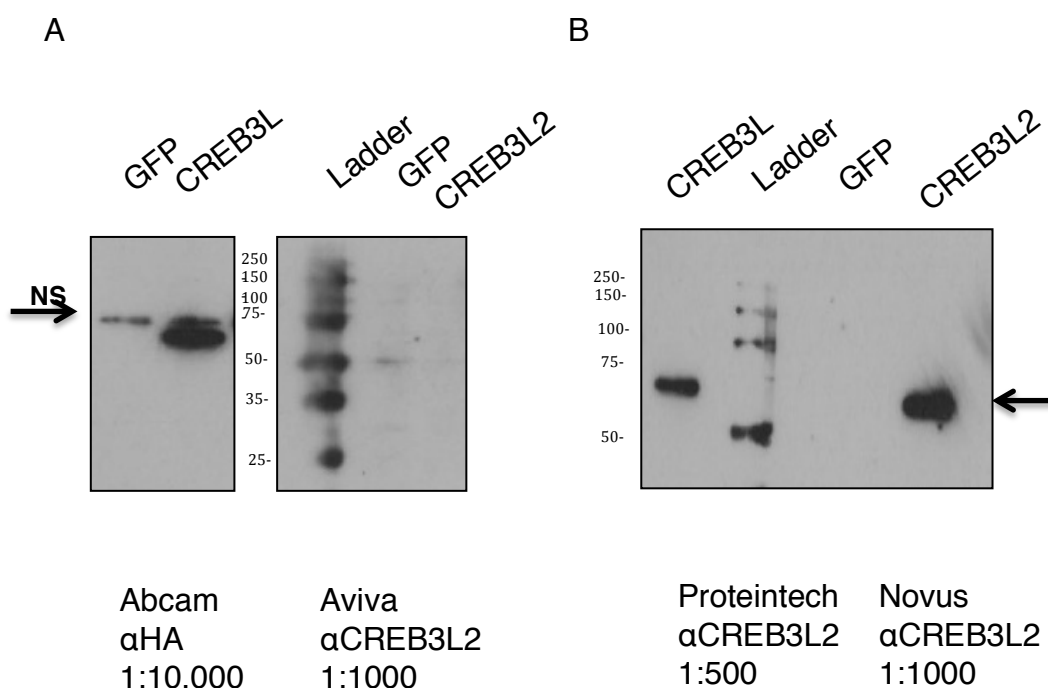 A
B
GFP
CREB3L
Ladder
GFP
CREB3L2
CREB3L
Ladder
GFP
CREB3L2
NS
250
150
100
75-
50-
35-
25-
250-
150-
100-
75-
50-
Abcam
αHA
1:10.000
Aviva
αCREB3L2
1:1000
Proteintech
αCREB3L2
1:500
Novus
αCREB3L2
1:1000